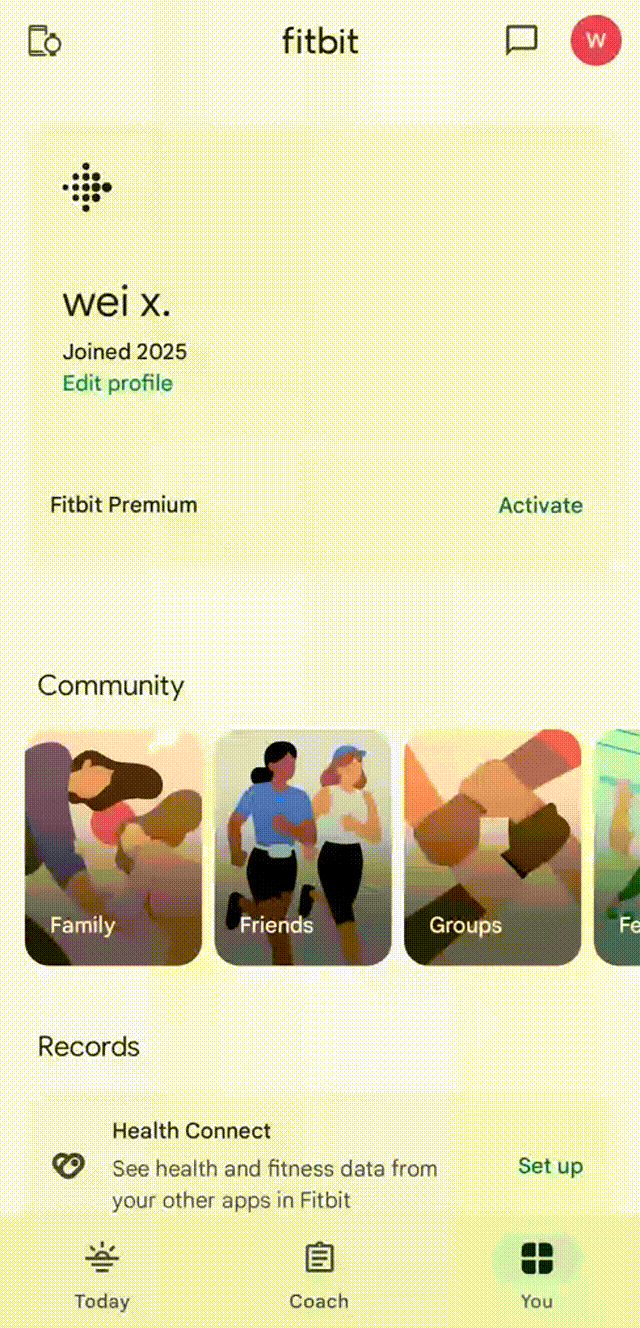 fitbit
W
wei x.
Joined 2025
Edit profile
Fitbit Premium
Activate
Community
Family
Friends
Groups
Fe
Records
Health Connect
See health and fitness data from
your other apps in Fitbit
Set up
Today
Coach
You